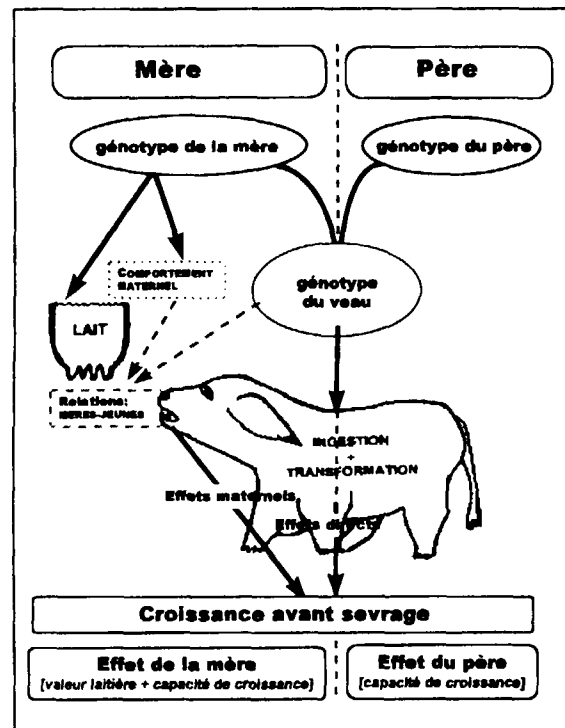 Mère
Père
génotype de la mère
génotype du père
COMPORTEMENT
MATERNEL
génotype
du veau
LAIT
Relations:
MERES-JEUNES
INGESTION
+
TRANSFORMATION
Effets maternels
Effets directs
Croissance avant sevrage
Effet de la mère
[valeur laitière + capacité de croissance]
Effet du père
[capacité de croissance]